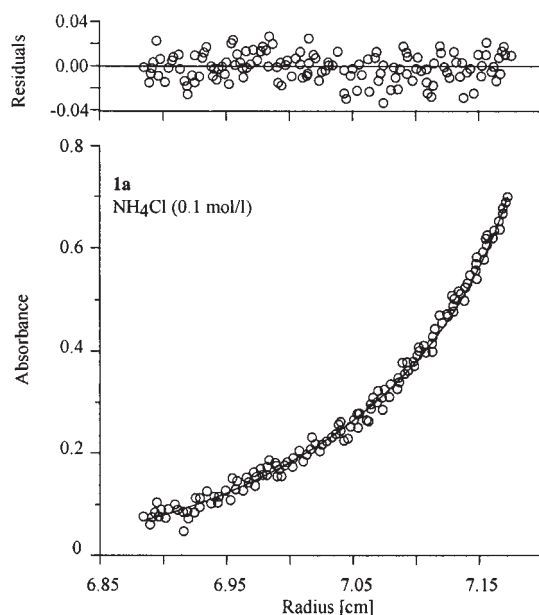 0.04
Residuals
0.00
-0.04
0.8
1a
NH₄Cl (0.1 mol/l)
0.6
Absorbance
0.4
0.2
0
6.85 6.95 7.05 7.15
Radius [cm]